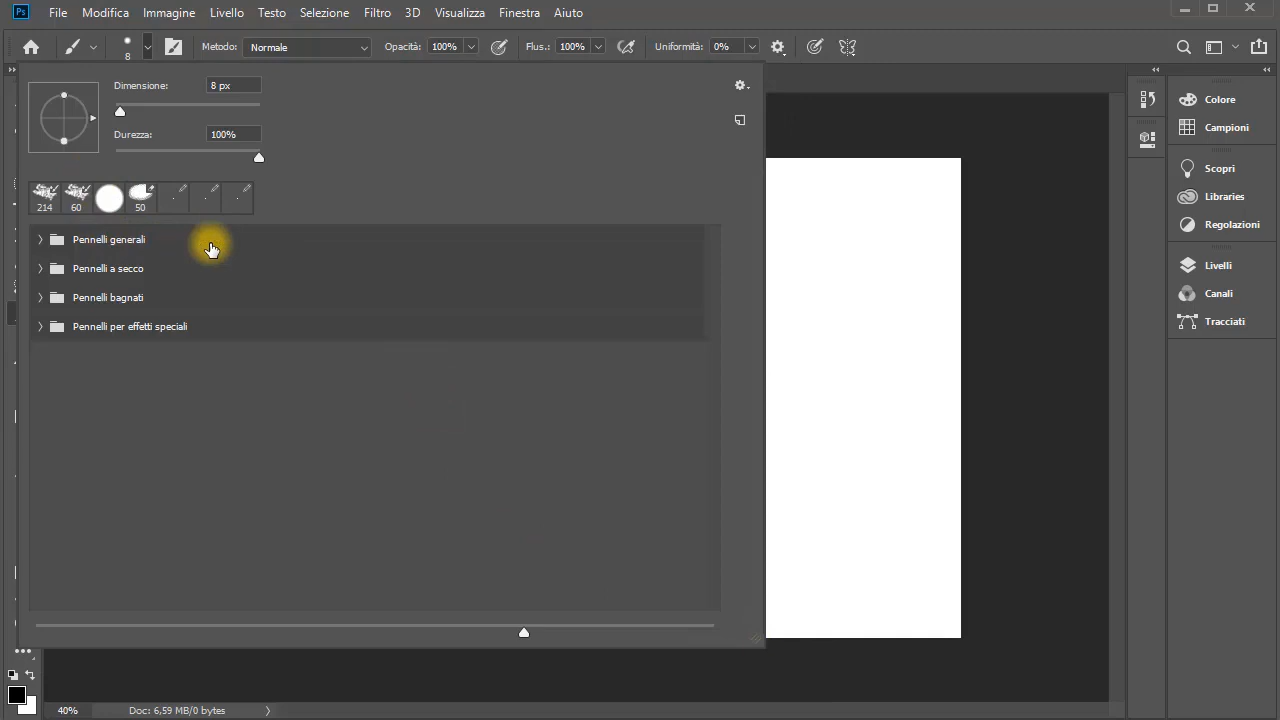 Ps File Modifica Immagine Livello Testo Selezione Filtro 3D Visualizza Finestra Aiuto
8 Metodo: Normale Opacità: 100% Flus.: 100% Uniformità: 0%
Dimensione: 8 px
Durezza: 100%
214 60 50
Pennelli generali
Pennelli a secco
Pennelli bagnati
Pennelli per effetti speciali
Colore
Campioni
Scopri
Libraries
Regolazioni
Livelli
Canali
Tracciati
40% Doc: 6,59 MB/0 bytes